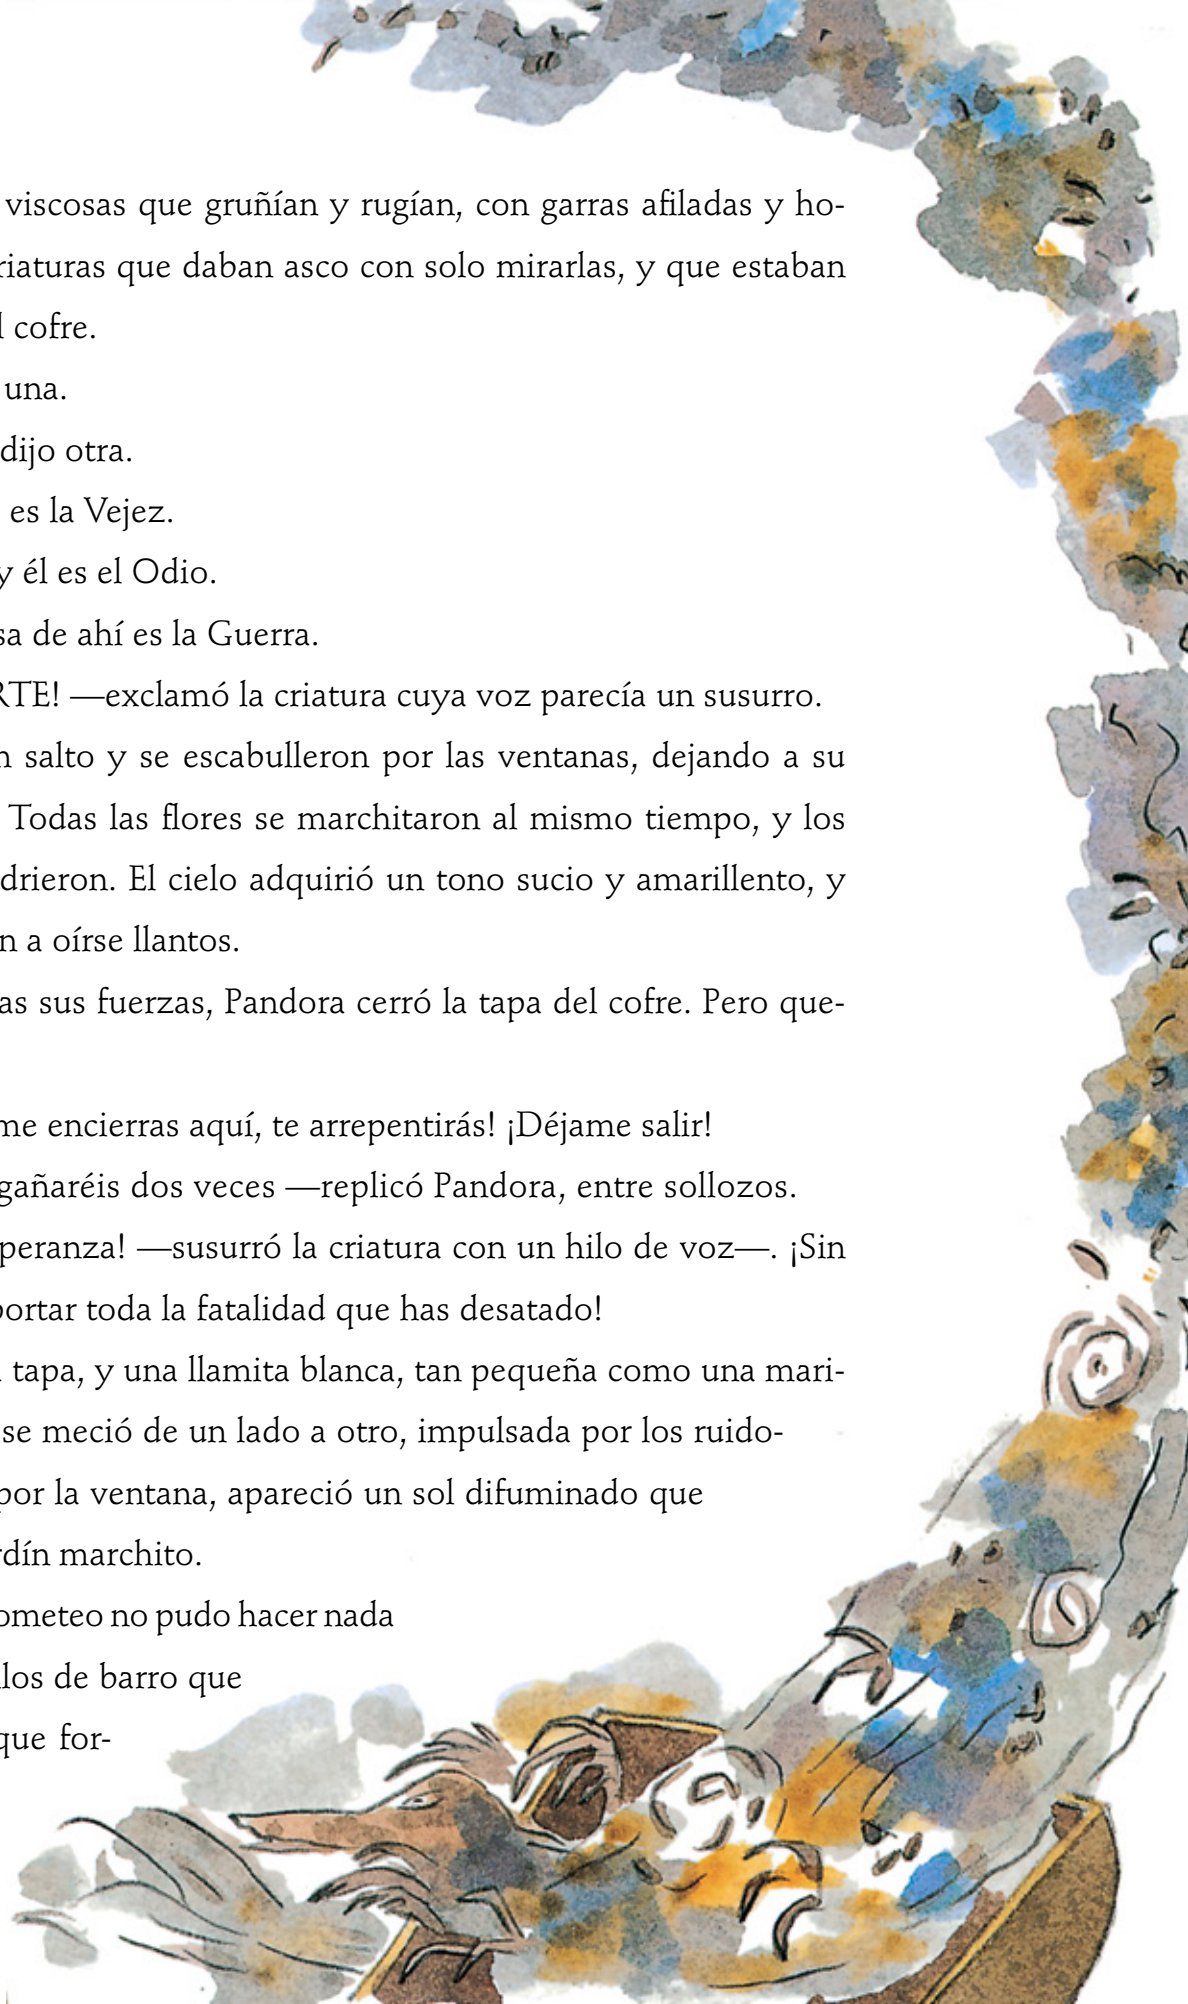 viscosas que gruñían y rugían, con garras afiladas y ho-
riaturas que daban asco con solo mirarlas, y que estaban
l cofre.
una.
dijo otra.
es la Vejez.
y él es el Odio.
sa de ahí es la Guerra.
RTE! —exclamó la criatura cuya voz parecía un susurro.
n salto y se escabulleron por las ventanas, dejando a su
Todas las flores se marchitaron al mismo tiempo, y los
drieron. El cielo adquirió un tono sucio y amarillento, y
n a oírse llantos.
as sus fuerzas, Pandora cerró la tapa del cofre. Pero que-
me encierras aquí, te arrepentirás! ¡Déjame salir!
gañaréis dos veces —replicó Pandora, entre sollozos.
peranza! —susurró la criatura con un hilo de voz—. ¡Sin
portar toda la fatalidad que has desatado!
tapa, y una llamita blanca, tan pequeña como una mari-
se meció de un lado a otro, impulsada por los ruido-
por la ventana, apareció un sol difuminado que
rdín marchito.
ometeo no pudo hacer nada
los de barro que
que for-